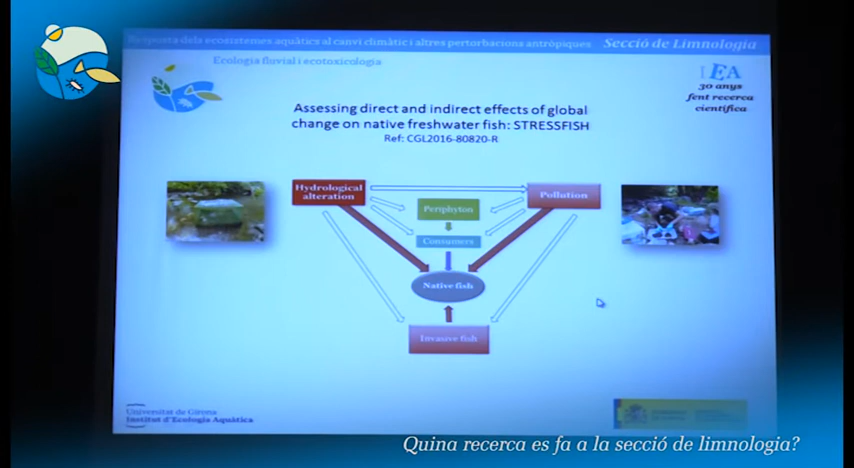 Resposta dels ecosistemes aquàtics al canvi climàtic i altres pertorbacions antròpiques
Secció de Limnologia
Ecologia fluvial i ecotoxicologia
IEA
30 anys
fent recerca
científica
Assessing direct and indirect effects of global
change on native freshwater fish: STRESSFISH
Ref: CGL2016-80820-R
Hydrological
alteration
Pollution
Periphyton
Consumers
Native fish
Invasive fish
Universitat de Girona
Institut d'Ecologia Aquàtica
Quina recerca es fa a la secció de limnologia?